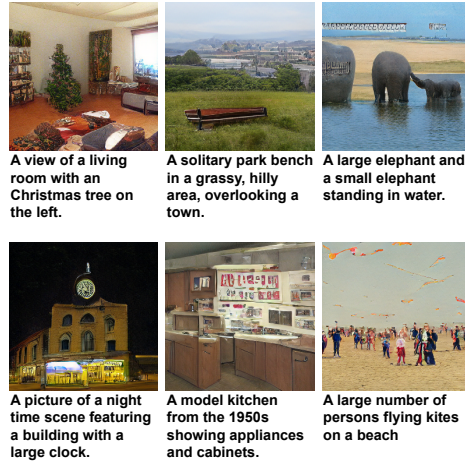 A view of a living
room with an
Christmas tree on
the left.
A solitary park bench
in a grassy, hilly
area, overlooking a
town.
A large elephant and
a small elephant
standing in water.
A picture of a night
time scene featuring
a building with a
large clock.
A model kitchen
from the 1950s
showing appliances
and cabinets.
A large number of
persons flying kites
on a beach